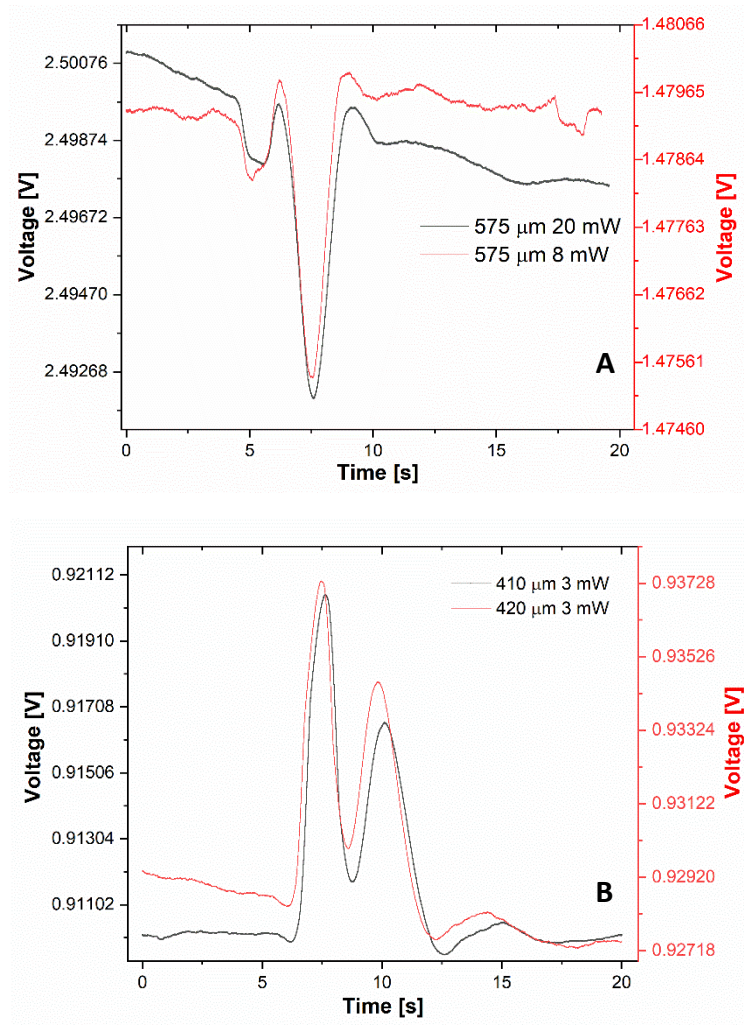 2.50076
2.49874
2.49672
2.49470
2.49268
Voltage [V]
1.48066
1.47965
1.47864
1.47763
1.47662
1.47561
1.47460
Voltage [V]
575 μm 20 mW
575 μm 8 mW
A
0 5 10 15 20
Time [s]
0.92112
0.91910
0.91708
0.91506
0.91304
0.91102
Voltage [V]
0.93728
0.93526
0.93324
0.93122
0.92920
0.92718
Voltage [V]
410 μm 3 mW
420 μm 3 mW
B
0 5 10 15 20
Time [s]